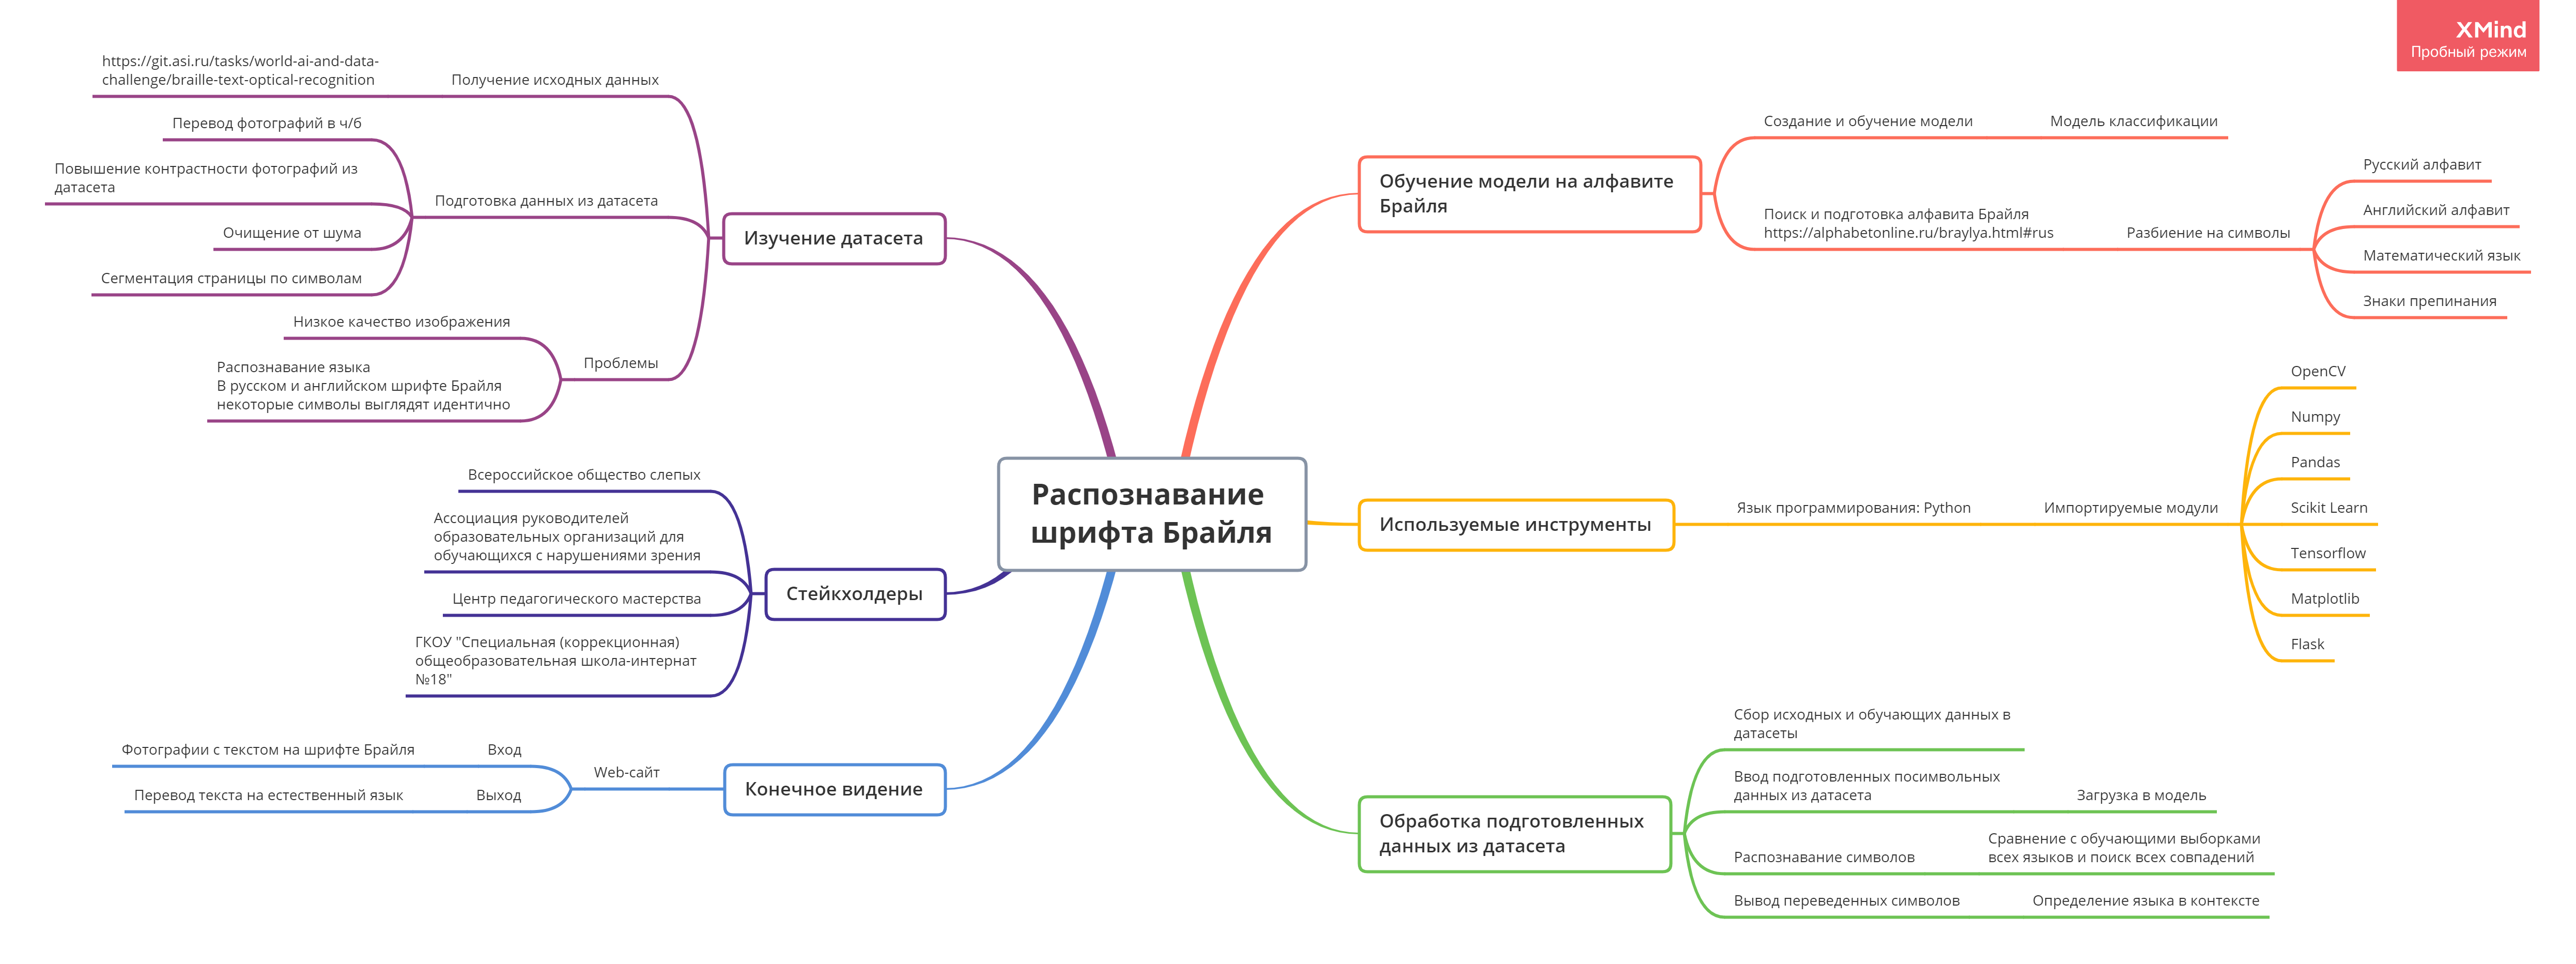 XMind
Пробный режим
Распознавание
шрифта Брайля
Обучение модели на алфавите
Брайля
Создание и обучение модели
Модель классификации
Поиск и подготовка алфавита Брайля
https://alphabetonline.ru/braylya.html#rus
Разбиение на символы
Русский алфавит
Английский алфавит
Математический язык
Знаки препинания
Используемые инструменты
Язык программирования: Python
Импортируемые модули
OpenCV
Numpy
Pandas
Scikit Learn
Tensorflow
Matplotlib
Flask
Обработка подготовленных
данных из датасета
Сбор исходных и обучающих данных в
датасеты
Ввод подготовленных посимвольных
данных из датасета
Загрузка в модель
Распознавание символов
Сравнение с обучающими выборками
всех языков и поиск всех совпадений
Вывод переведенных символов
Определение языка в контексте
Изучение датасета
Получение исходных данных
https://git.asi.ru/tasks/world-ai-and-data-
challenge/braille-text-optical-recognition
Подготовка данных из датасета
Перевод фотографий в ч/б
Повышение контрастности фотографий из
датасета
Очищение от шума
Сегментация страницы по символам
Проблемы
Низкое качество изображения
Распознавание языка
В русском и английском шрифте Брайля
некоторые символы выглядят идентично
Стейкхолдеры
Всероссийское общество слепых
Ассоциация руководителей
образовательных организаций для
обучающихся с нарушениями зрения
Центр педагогического мастерства
ГКОУ "Специальная (коррекционная)
общеобразовательная школа-интернат
№18"
Конечное видение
Web-сайт
Вход
Фотографии с текстом на шрифте Брайля
Выход
Перевод текста на естественный язык